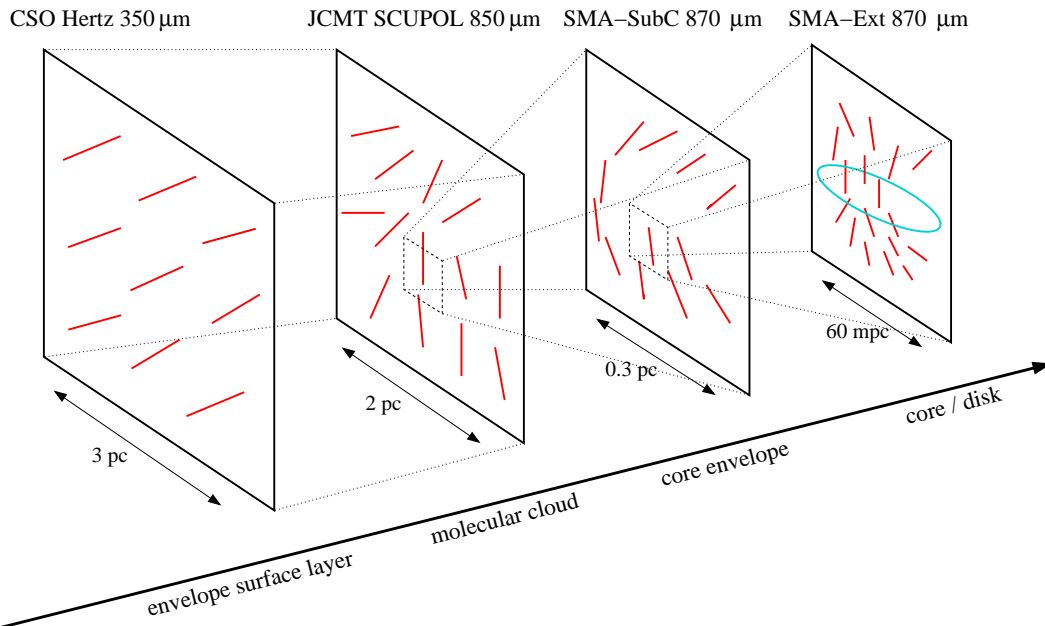 CSO Hertz 350 μm
JCMT SCUPOL 850 μm
SMA−SubC 870 μm
SMA−Ext 870 μm
3 pc
2 pc
0.3 pc
60 mpc
envelope surface layer
molecular cloud
core envelope
core / disk